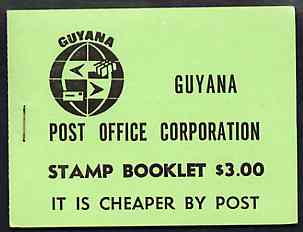 GUYANA
GUYANA
POST OFFICE CORPORATION
STAMP BOOKLET $3.00
IT IS CHEAPER BY POST